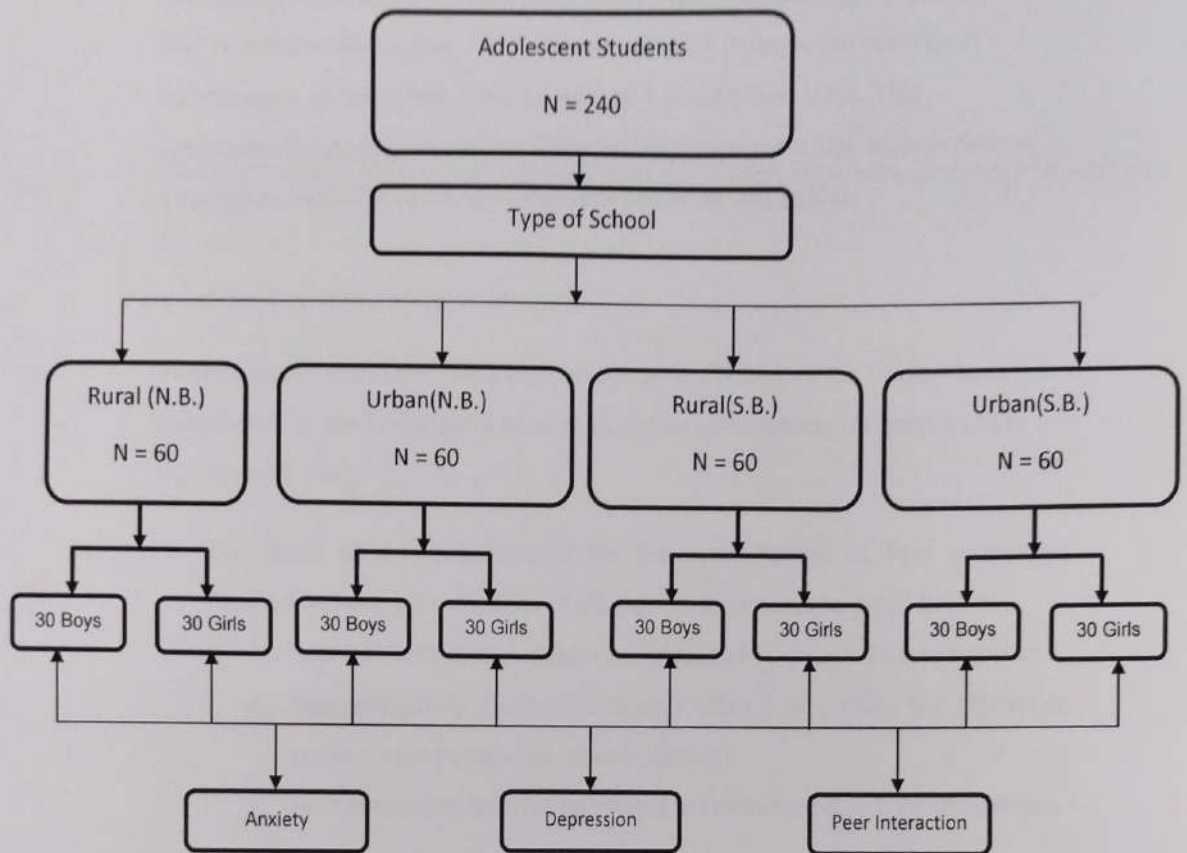 Adolescent Students
N = 240
Type of School
Rural (N.B.)
N = 60
Urban(N.B.)
N = 60
Rural(S.B.)
N = 60
Urban(S.B.)
N = 60
30 Boys
30 Girls
30 Boys
30 Girls
30 Boys
30 Girls
30 Boys
30 Girls
Anxiety
Depression
Peer Interaction